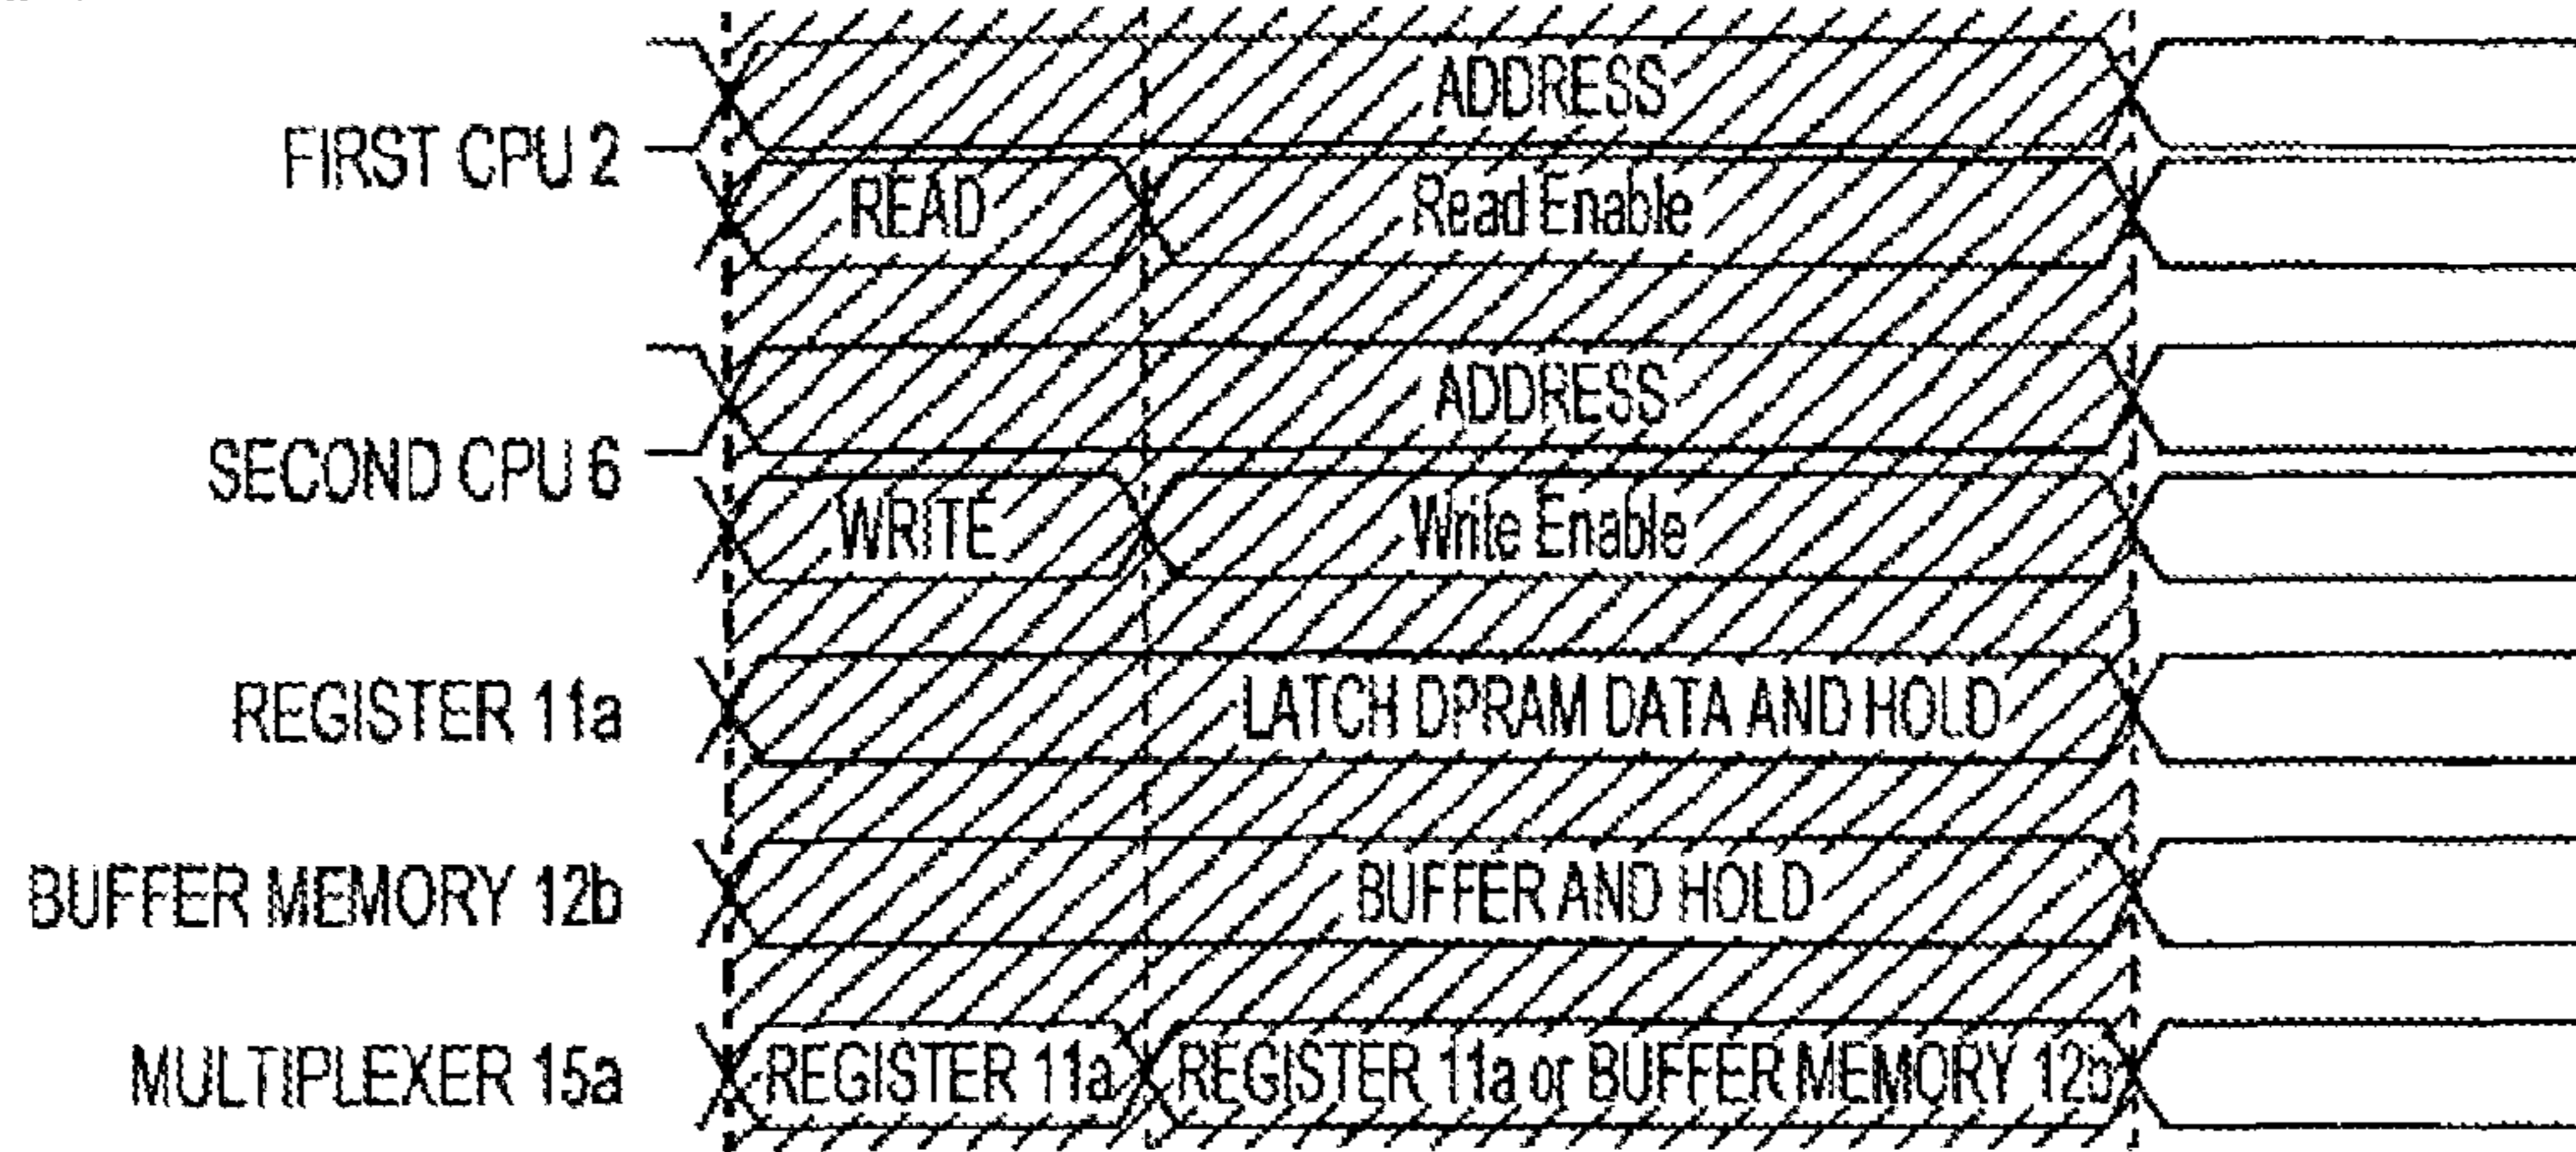 ADDRESS
FIRST CPU 2
READ Read Enable
ADDRESS
SECOND CPU 6
WRITE Write Enable
REGISTER 11a LATCH DPRAM DATA AND HOLD
BUFFER MEMORY 12b BUFFER AND HOLD
MULTIPLEXER 15a REGISTER 11a REGISTER 11a or BUFFER MEMORY 12b